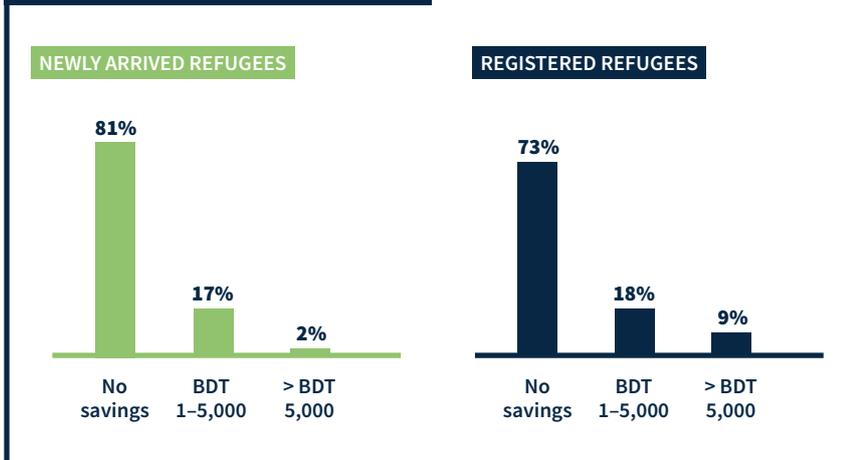 NEWLY ARRIVED REFUGEES
81%
17%
2%
No
savings
BDT
1–5,000
> BDT
5,000
REGISTERED REFUGEES
73%
18%
9%
No
savings
BDT
1–5,000
> BDT
5,000